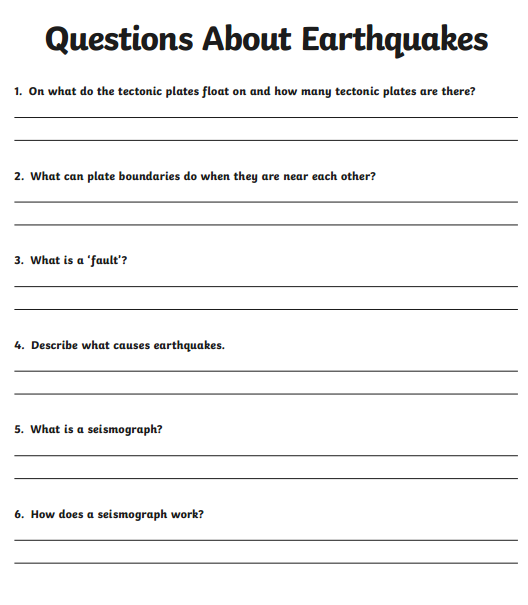 Questions About Earthquakes
1. On what do the tectonic plates float on and how many tectonic plates are there?
2. What can plate boundaries do when they are near each other?
3. What is a ‘fault’?
4. Describe what causes earthquakes.
5. What is a seismograph?
6. How does a seismograph work?